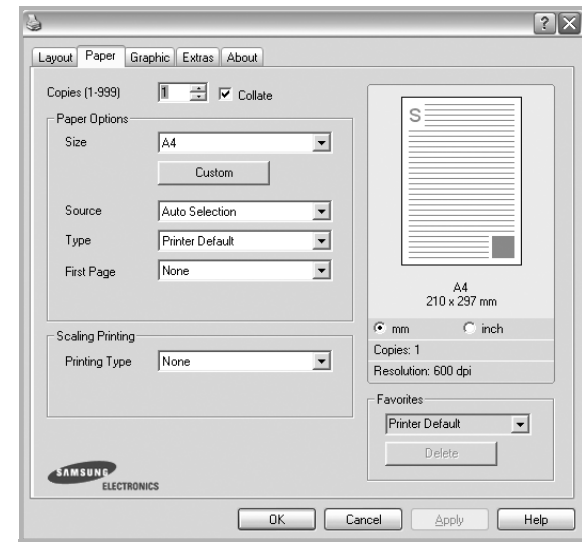 Layout Paper Graphic Extras About
Copies (1-999) 1 Collate
Paper Options
Size A4
Custom
Source Auto Selection
Type Printer Default
First Page None
Scaling Printing
Printing Type None
SAMSUNG
ELECTRONICS
S
A4
210 x 297 mm
mm inch
Copies: 1
Resolution: 600 dpi
Favorites
Printer Default
Delete
OK Cancel Apply Help